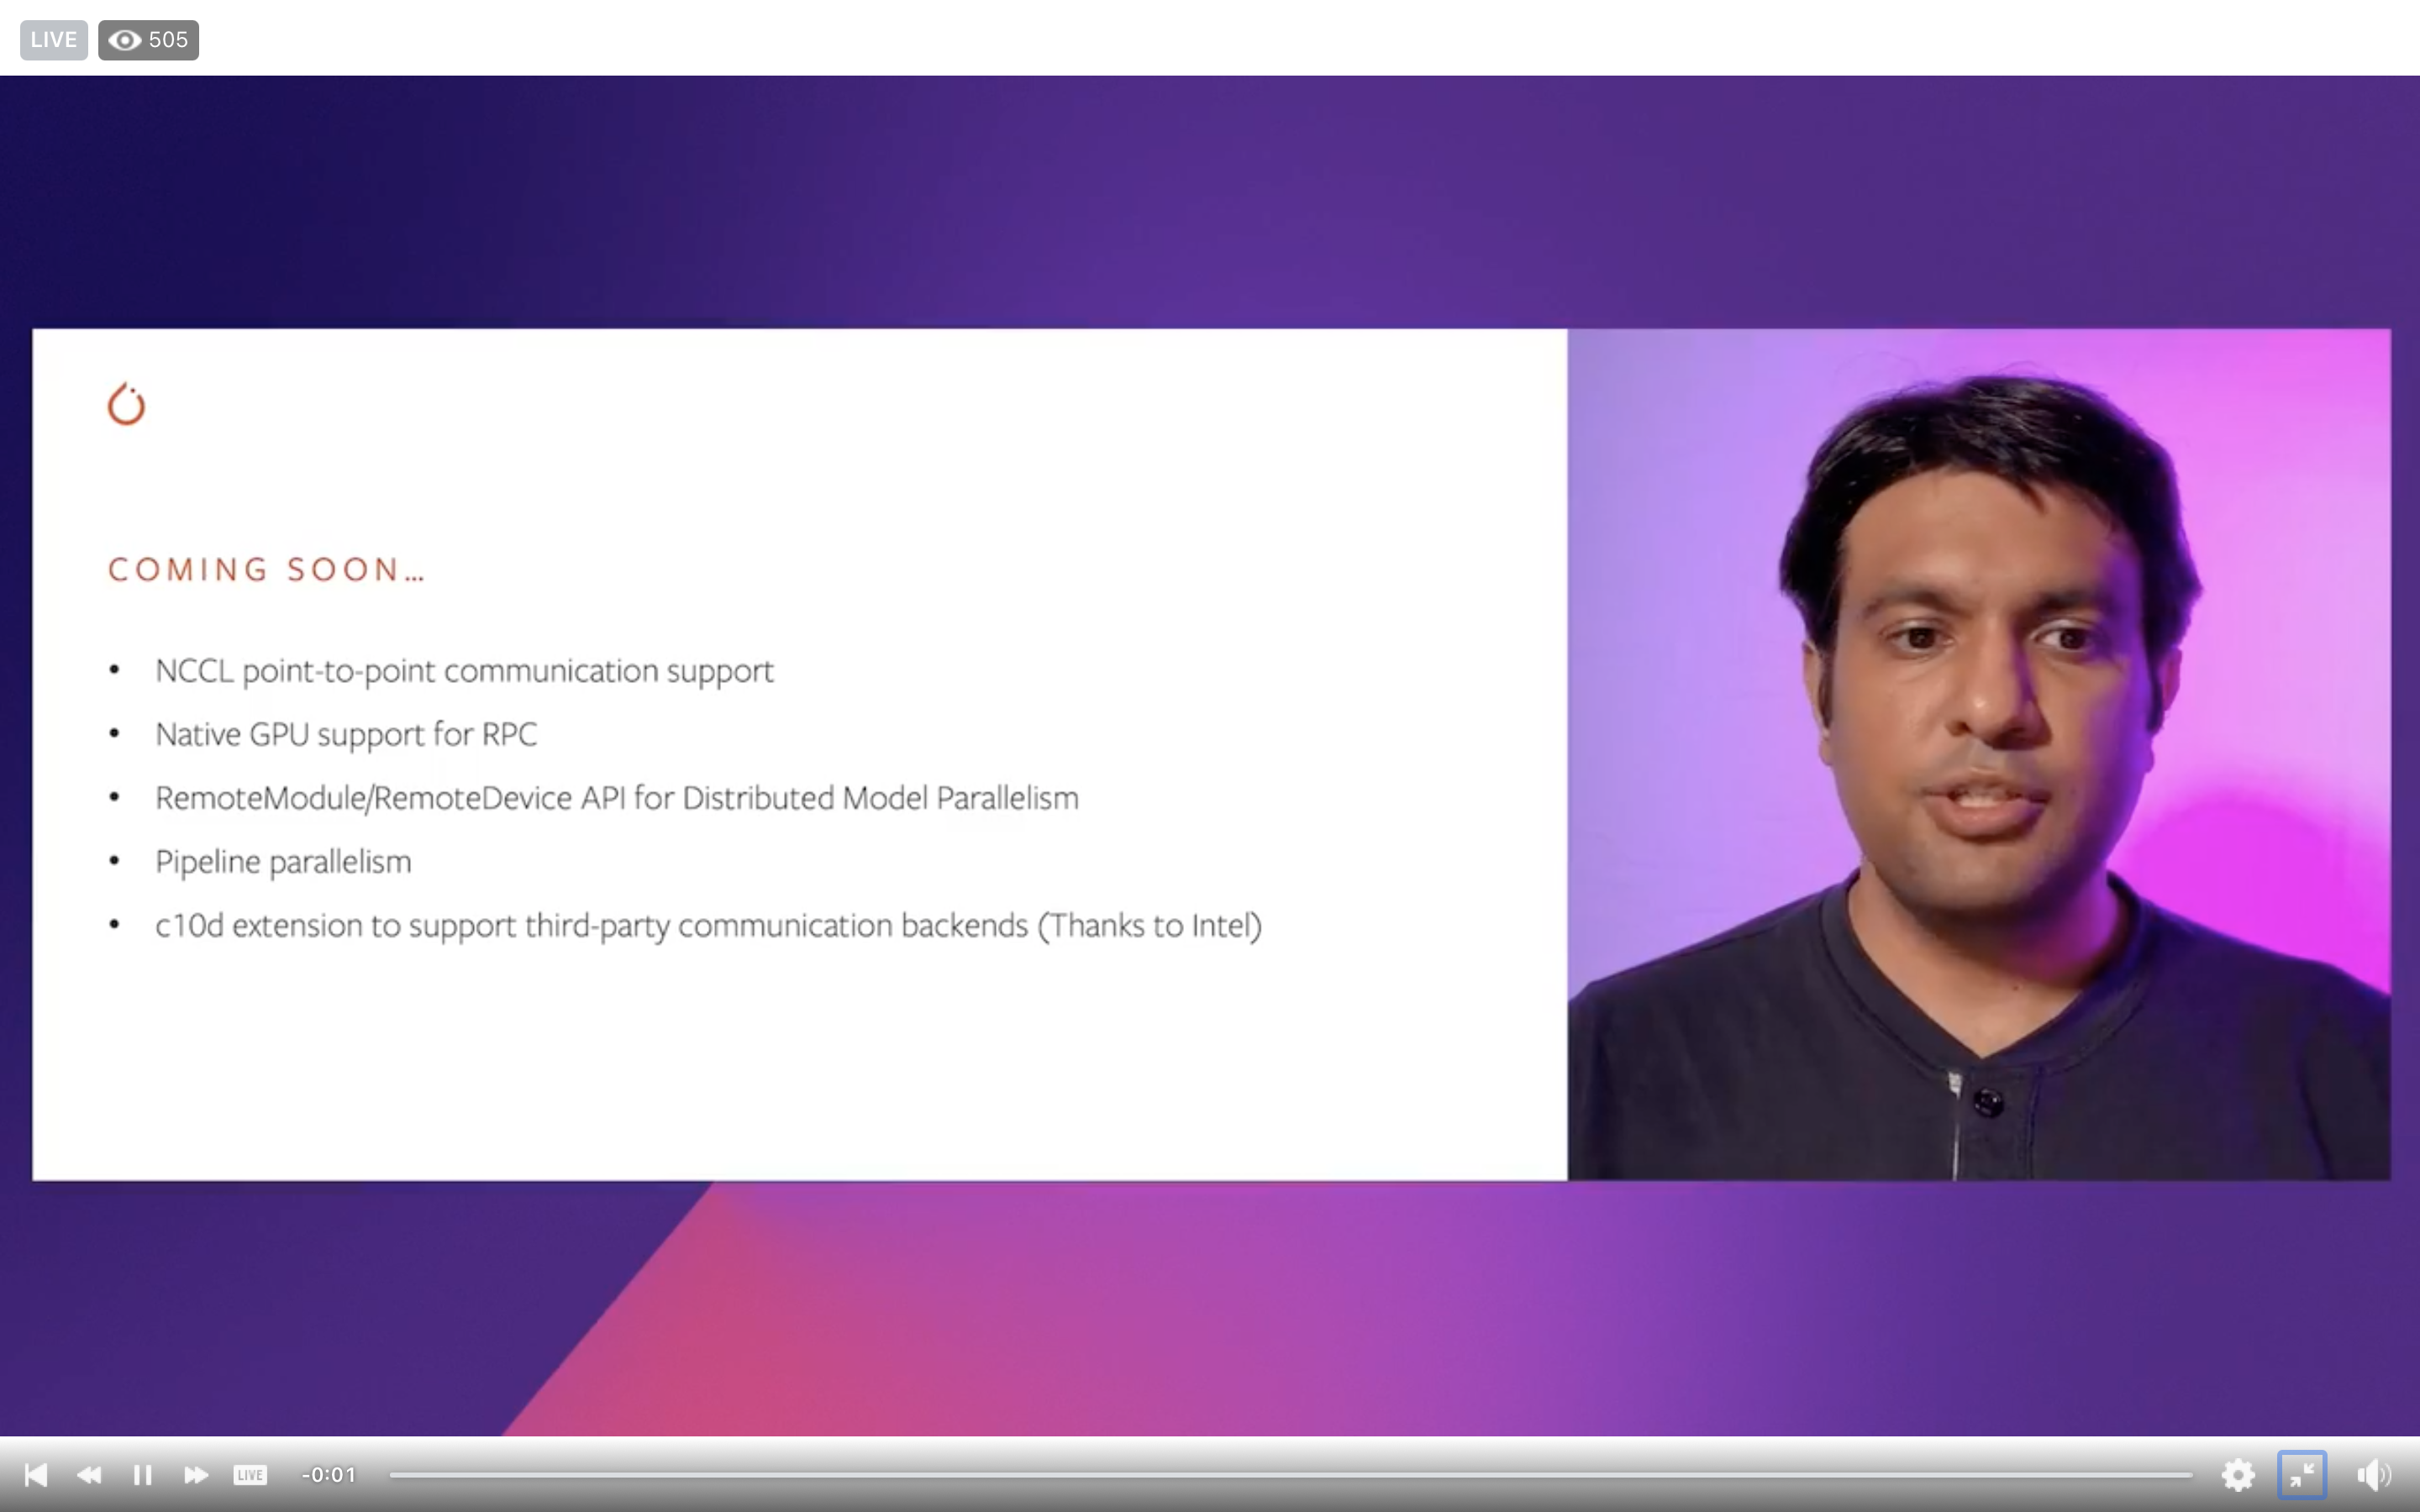 LIVE 505
COMING SOON...
• NCCL point-to-point communication support
• Native GPU support for RPC
• RemoteModule/RemoteDevice API for Distributed Model Parallelism
• Pipeline parallelism
• c10d extension to support third-party communication backends (Thanks to Intel)
LIVE -0:01